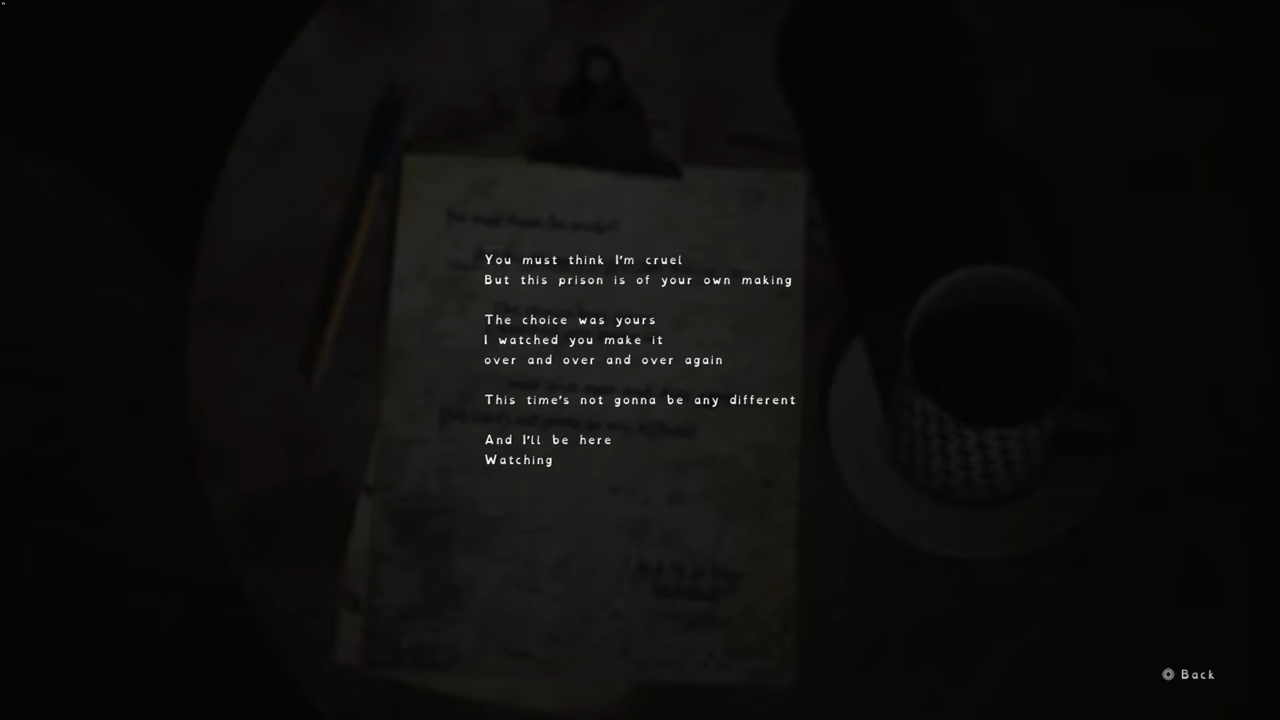 You must think I'm cruel
But this prison is of your own making
The choice was yours
I watched you make it
over and over and over again
This time's not gonna be any different
And I'll be here
Watching
Back